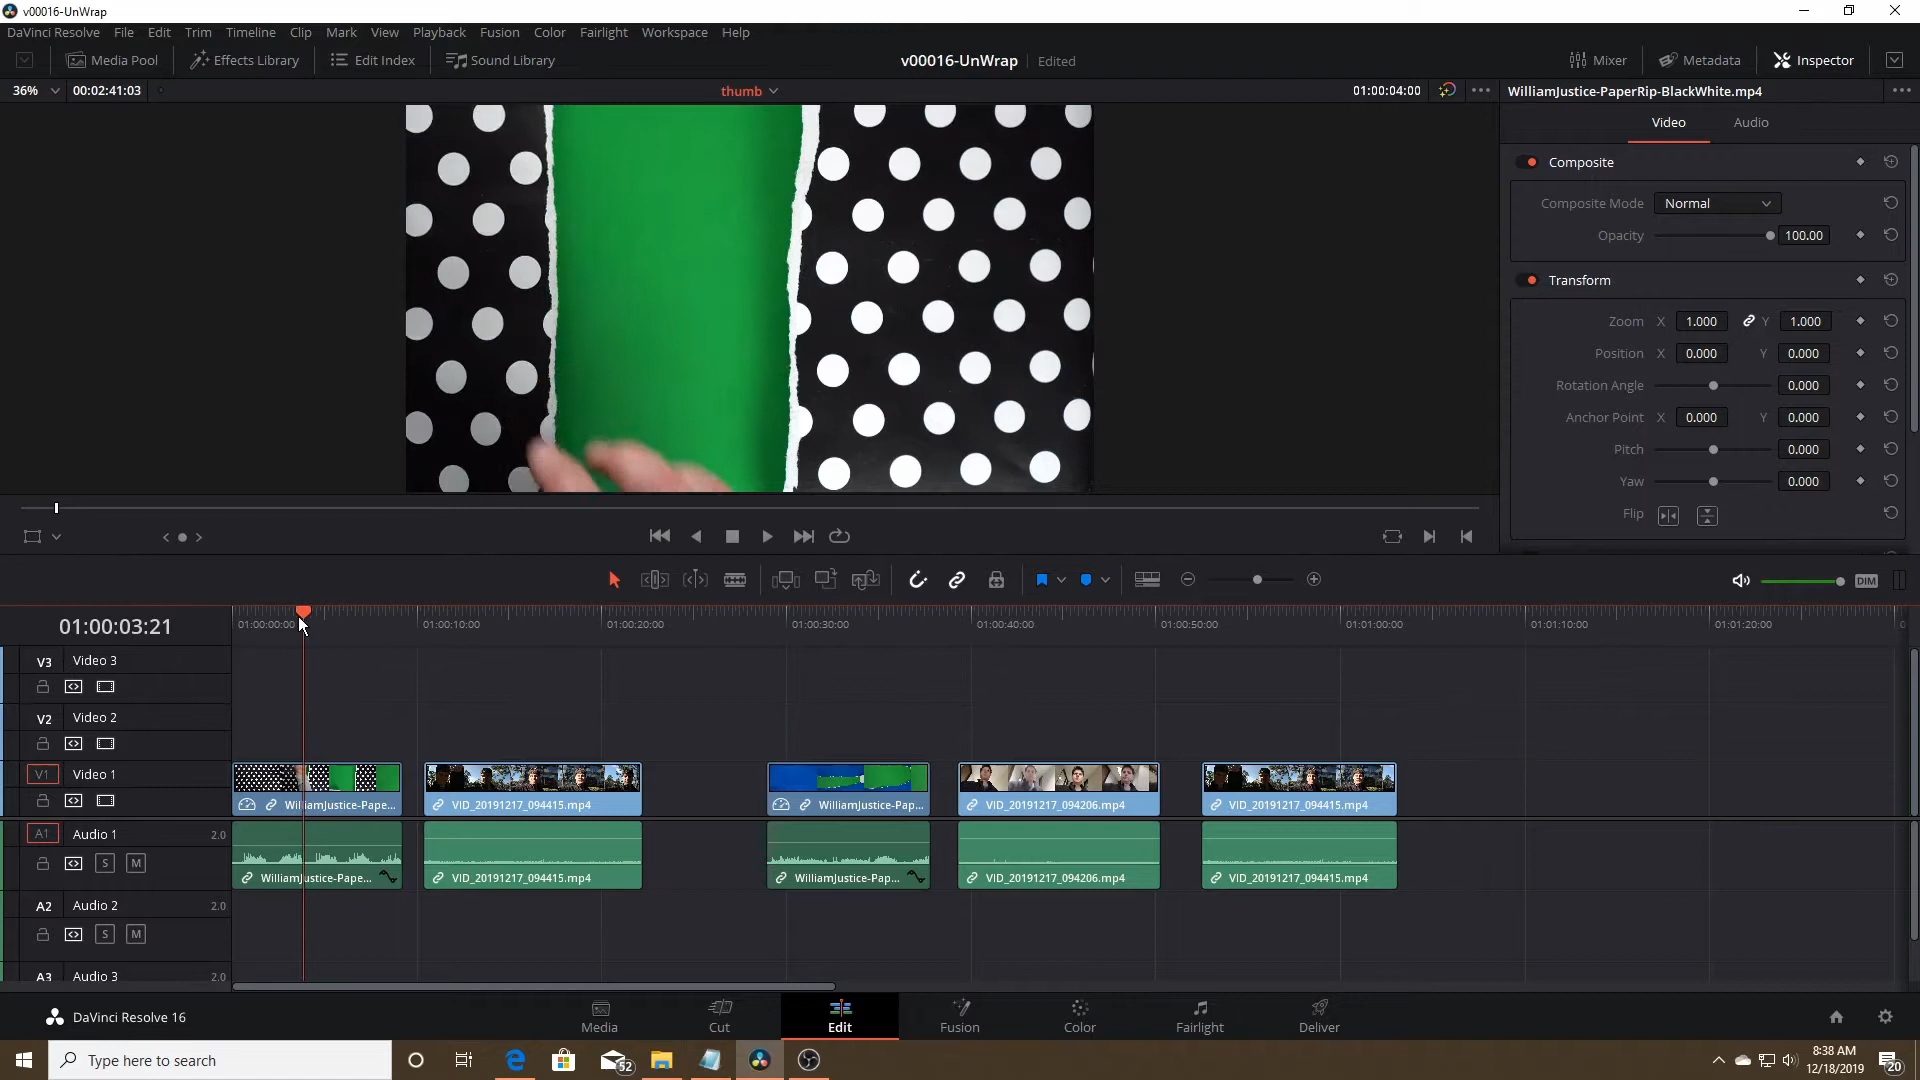 v00016-UnWrap
DaVinci Resolve File Edit Trim Timeline Clip Mark View Playback Fusion Color Fairlight Workspace Help
Media Pool Effects Library Edit Index Sound Library v00016-UnWrap Edited Mixer Metadata Inspector
36% 00:02:41:03 thumb 01:00:04:00 WilliamJustice-PaperRip-BlackWhite.mp4
Video Audio
Composite
Composite Mode Normal
Opacity 100.00
Transform
Zoom X 1.000 Y 1.000
Position X 0.000 Y 0.000
Rotation Angle 0.000
Anchor Point X 0.000 Y 0.000
Pitch 0.000
Yaw 0.000
Flip
DIM
01:00:03:21 01:00:00:00 01:00:10:00 01:00:20:00 01:00:30:00 01:00:40:00 01:00:50:00 01:01:00:00 01:01:10:00 01:01:20:00
V3 Video 3
V2 Video 2
V1 Video 1
WilliamJustice-Pape... VID_20191217_094415.mp4 WilliamJustice-Pap... VID_20191217_094206.mp4 VID_20191217_094415.mp4
A1 Audio 1 2.0
S M
WilliamJustice-Pape... VID_20191217_094415.mp4 WilliamJustice-Pap... VID_20191217_094206.mp4 VID_20191217_094415.mp4
A2 Audio 2 2.0
S M
A3 Audio 3 2.0
DaVinci Resolve 16 Media Cut Edit Fusion Color Fairlight Deliver
Type here to search 52 8:38 AM
12/18/2019 20